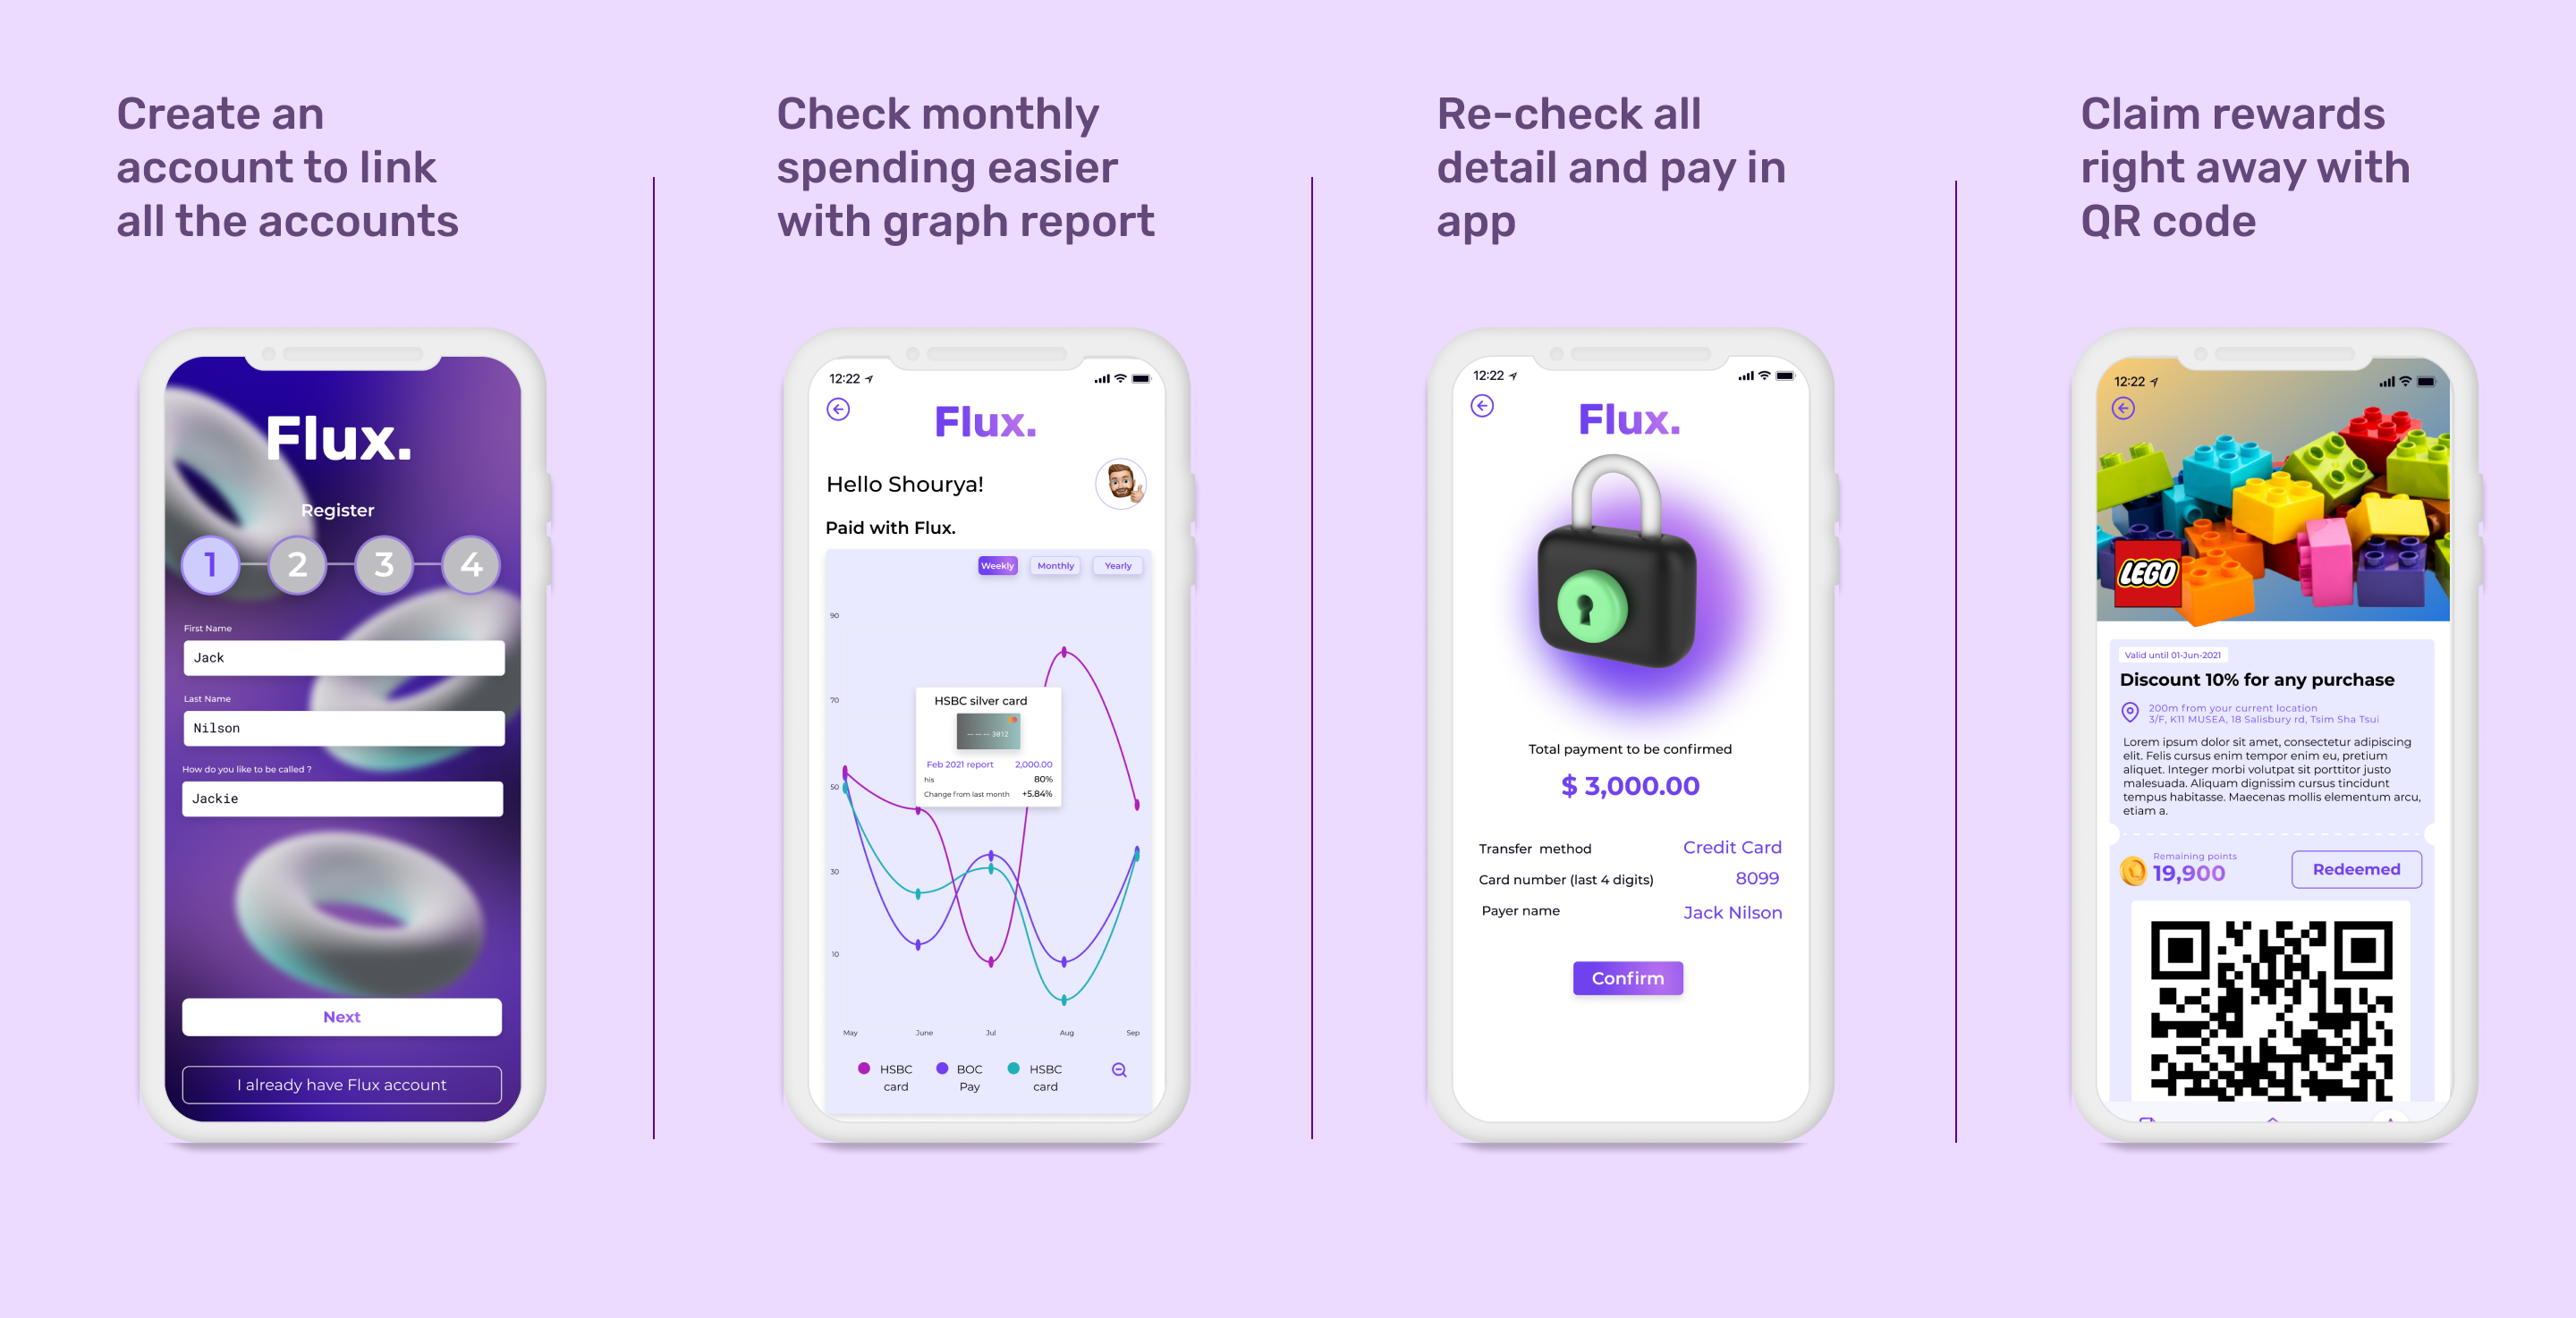 Create an
account to link
all the accounts
Flux.
Register
1 2 3 4
First Name
Jack
Last Name
Nilson
How do you like to be called ?
Jackie
Next
I already have Flux account
Check monthly
spending easier
with graph report
12:22
Flux.
Hello Shourya!
Paid with Flux.
Weekly Monthly Yearly
90
70
50
30
10
HSBC silver card
3012
Feb 2021 report 2,000.00
his 80%
Change from last month +5.84%
May June Jul Aug Sep
HSBC card
BOC Pay
HSBC card
Re-check all
detail and pay in
app
12:22
Flux.
Total payment to be confirmed
$ 3,000.00
Transfer method Credit Card
Card number (last 4 digits) 8099
Payer name Jack Nilson
Confirm
Claim rewards
right away with
QR code
12:22
LEGO
Valid until 01-Jun-2021
Discount 10% for any purchase
200m from your current location
3/F, K11 MUSEA, 18 Salisbury rd, Tsim Sha Tsui
Lorem ipsum dolor sit amet, consectetur adipiscing
elit. Felis cursus enim tempor enim eu, pretium
aliquet. Integer morbi volutpat sit porttitor justo
malesuada. Aliquam dignissim cursus tincidunt
tempus habitasse. Maecenas mollis elementum arcu,
etiam a.
Remaining points
19,900
Redeemed